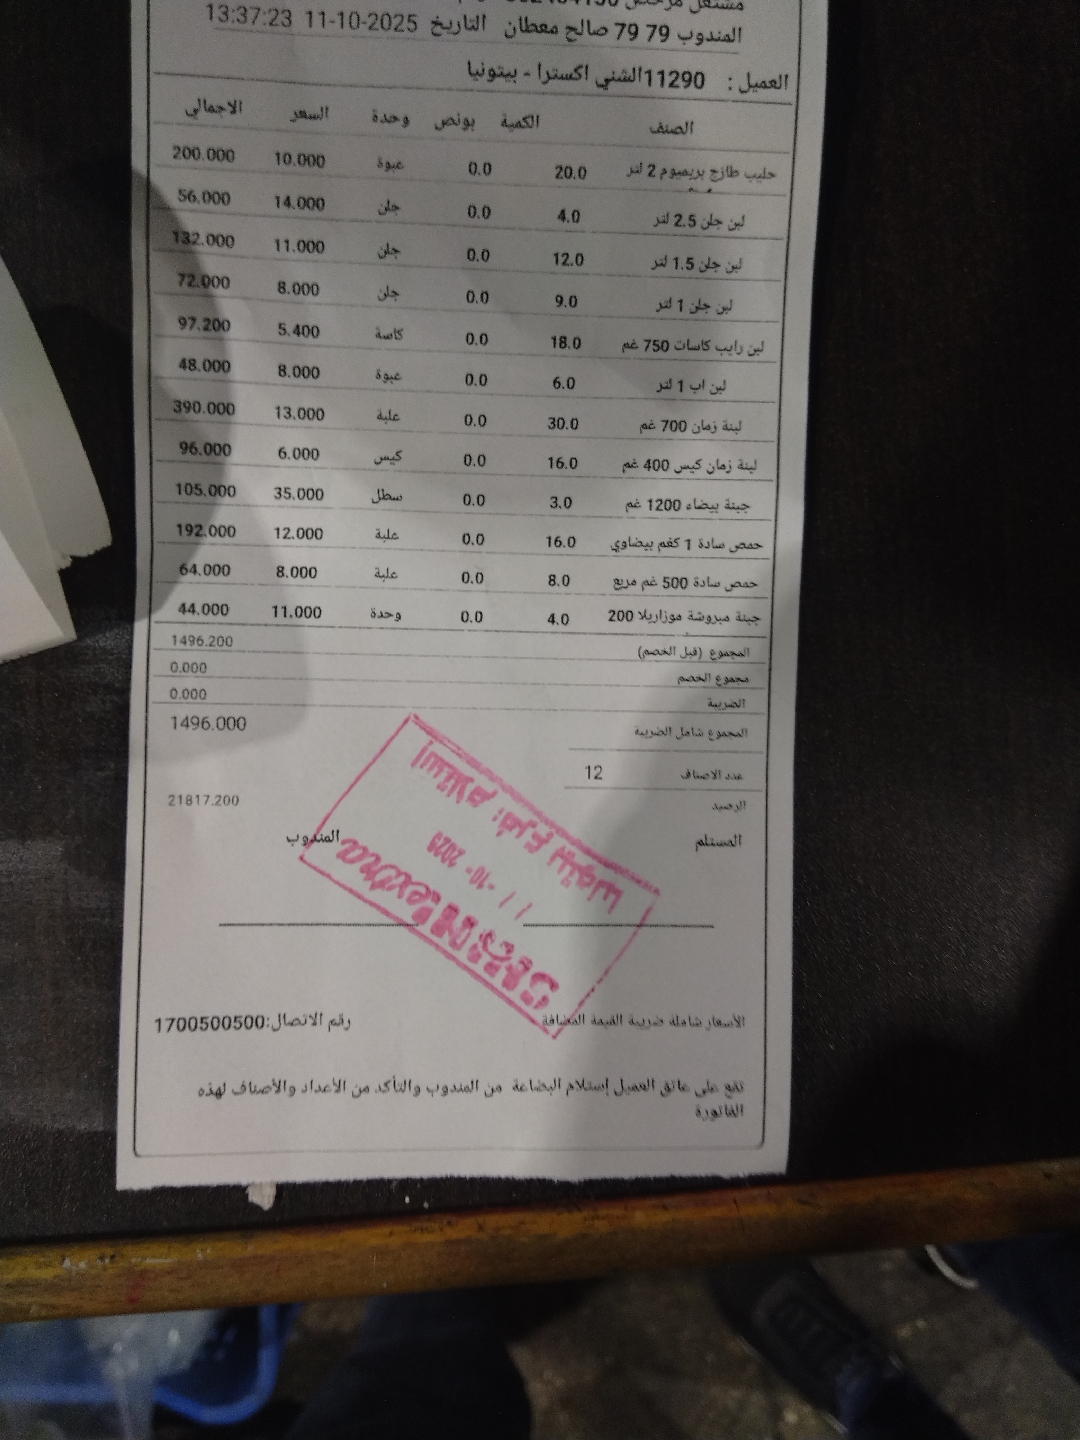 مشتغل مرخص
المندوب 79 79 صالح معطان التاريخ 11-10-2025 13:37:23
العميل : 11290الشني اكسترا - بيتونيا
الصنف الكمية بونص وحدة السعر الاجمالي
حليب طازج بريميوم 2 لتر 20.0 0.0 عبوة 10.000 200.000
لبن جلن 2.5 لتر 4.0 0.0 جلن 14.000 56.000
لبن جلن 1.5 لتر 12.0 0.0 جلن 11.000 132.000
لبن جلن 1 لتر 9.0 0.0 جلن 8.000 72.000
لبن رايب كاسات 750 غم 18.0 0.0 كاسة 5.400 97.200
لبن اب 1 لتر 6.0 0.0 عبوة 8.000 48.000
لبنة زمان 700 غم 30.0 0.0 علبة 13.000 390.000
لبنة زمان كيس 400 غم 16.0 0.0 كيس 6.000 96.000
جبنة بيضاء 1200 غم 3.0 0.0 سطل 35.000 105.000
حمص سادة 1 كغم بيضاوي 16.0 0.0 علبة 12.000 192.000
حمص سادة 500 غم مربع 8.0 0.0 علبة 8.000 64.000
جبنة مبروشة موزاريلا 200 4.0 0.0 وحدة 11.000 44.000
المجموع (قبل الخصم) 1496.200
مجموع الخصم 0.000
الضريبة 0.000
المجموع شامل الضريبة 1496.000
عدد الاصناف 12
الرصيد 21817.200
المستلم المندوب
extra
استلام فرع : بيتونيا
الأسعار شاملة ضريبة القيمة المضافة رقم الاتصال:1700500500
تقع على عاتق العميل إستلام البضاعة من المندوب والتأكد من الأعداد والأصناف لهذه
الفاتورة